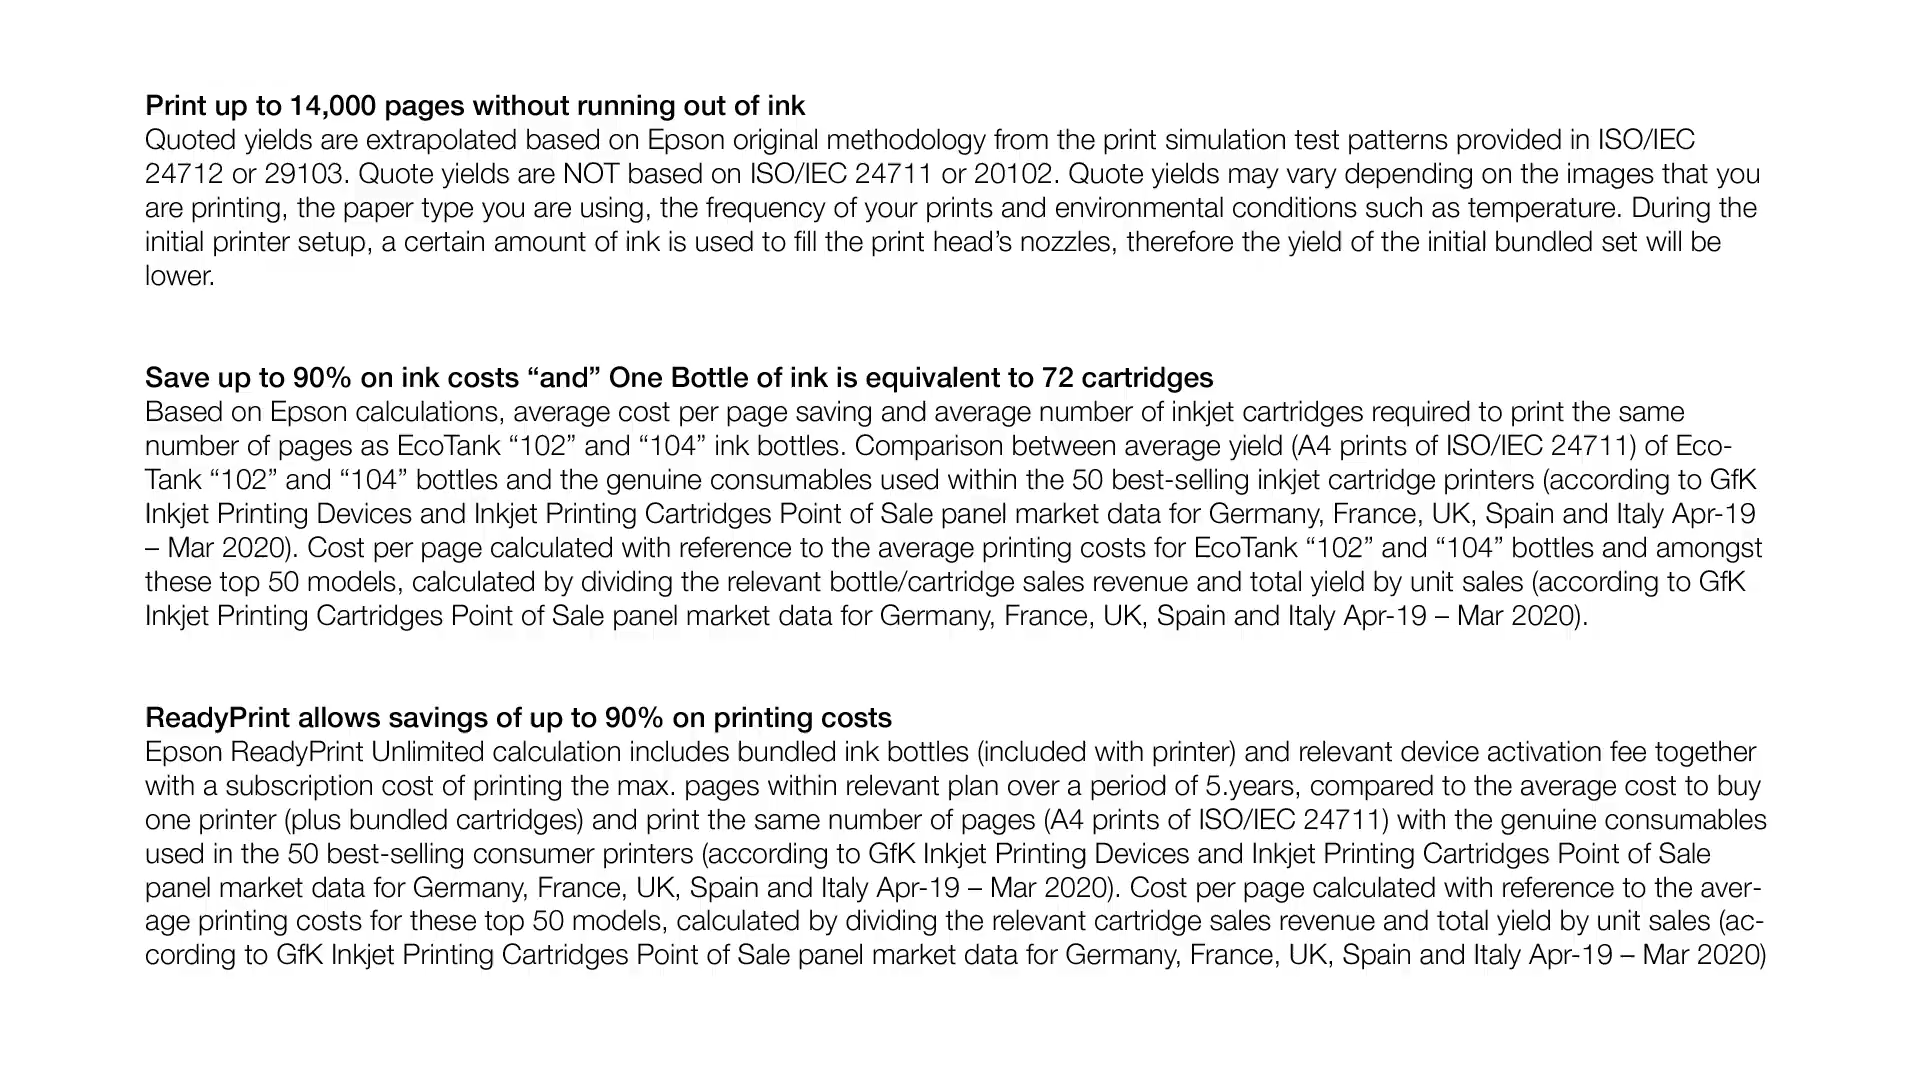 Print up to 14,000 pages without running out of ink
Quoted yields are extrapolated based on Epson original methodology from the print simulation test patterns provided in ISO/IEC
24712 or 29103. Quote yields are NOT based on ISO/IEC 24711 or 20102. Quote yields may vary depending on the images that you
are printing, the paper type you are using, the frequency of your prints and environmental conditions such as temperature. During the
initial printer setup, a certain amount of ink is used to fill the print head’s nozzles, therefore the yield of the initial bundled set will be
lower.
Save up to 90% on ink costs “and” One Bottle of ink is equivalent to 72 cartridges
Based on Epson calculations, average cost per page saving and average number of inkjet cartridges required to print the same
number of pages as EcoTank “102” and “104” ink bottles. Comparison between average yield (A4 prints of ISO/IEC 24711) of Eco-
Tank “102” and “104” bottles and the genuine consumables used within the 50 best-selling inkjet cartridge printers (according to GfK
Inkjet Printing Devices and Inkjet Printing Cartridges Point of Sale panel market data for Germany, France, UK, Spain and Italy Apr-19
– Mar 2020). Cost per page calculated with reference to the average printing costs for EcoTank “102” and “104” bottles and amongst
these top 50 models, calculated by dividing the relevant bottle/cartridge sales revenue and total yield by unit sales (according to GfK
Inkjet Printing Cartridges Point of Sale panel market data for Germany, France, UK, Spain and Italy Apr-19 – Mar 2020).
ReadyPrint allows savings of up to 90% on printing costs
Epson ReadyPrint Unlimited calculation includes bundled ink bottles (included with printer) and relevant device activation fee together
with a subscription cost of printing the max. pages within relevant plan over a period of 5.years, compared to the average cost to buy
one printer (plus bundled cartridges) and print the same number of pages (A4 prints of ISO/IEC 24711) with the genuine consumables
used in the 50 best-selling consumer printers (according to GfK Inkjet Printing Devices and Inkjet Printing Cartridges Point of Sale
panel market data for Germany, France, UK, Spain and Italy Apr-19 – Mar 2020). Cost per page calculated with reference to the aver-
age printing costs for these top 50 models, calculated by dividing the relevant cartridge sales revenue and total yield by unit sales (ac-
cording to GfK Inkjet Printing Cartridges Point of Sale panel market data for Germany, France, UK, Spain and Italy Apr-19 – Mar 2020)